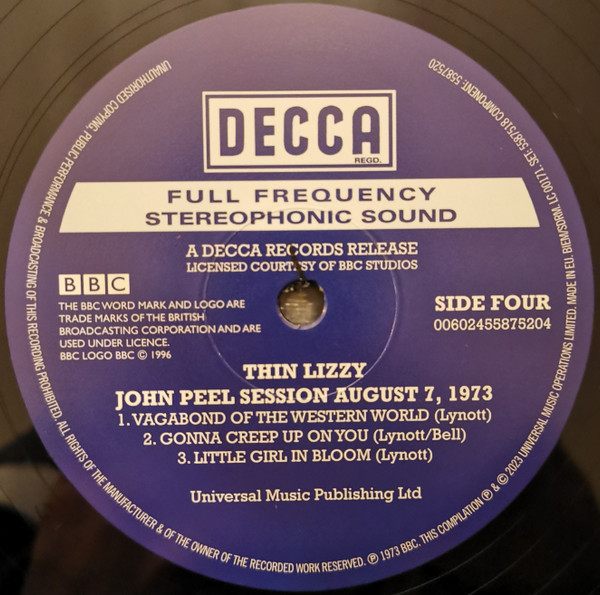 DECCA
REGD.
FULL FREQUENCY
STEREOPHONIC SOUND
A DECCA RECORDS RELEASE
LICENSED COURTESY OF BBC STUDIOS
BBC
THE BBC WORD MARK AND LOGO ARE
TRADE MARKS OF THE BRITISH
BROADCASTING CORPORATION AND ARE
USED UNDER LICENCE.
BBC LOGO BBC © 1996
SIDE FOUR
00602455875204
THIN LIZZY
JOHN PEEL SESSION AUGUST 7, 1973
1. VAGABOND OF THE WESTERN WORLD (Lynott)
2. GONNA CREEP UP ON YOU (Lynott/Bell)
3. LITTLE GIRL IN BLOOM (Lynott)
Universal Music Publishing Ltd
UNAUTHORISED COPYING, PUBLIC PERFORMANCE & BROADCASTING OF THIS RECORDING PROHIBITED. ALL RIGHTS OF THE MANUFACTURER & OF THE OWNER OF THE RECORDED WORK RESERVED. ℗ 1973 BBC. THIS COMPILATION ℗ & © 2023 UNIVERSAL MUSIC OPERATIONS LIMITED. MADE IN EU. BIEM/SDRM. LC 00171. SET: 5587518 COMPONENT: 5587520